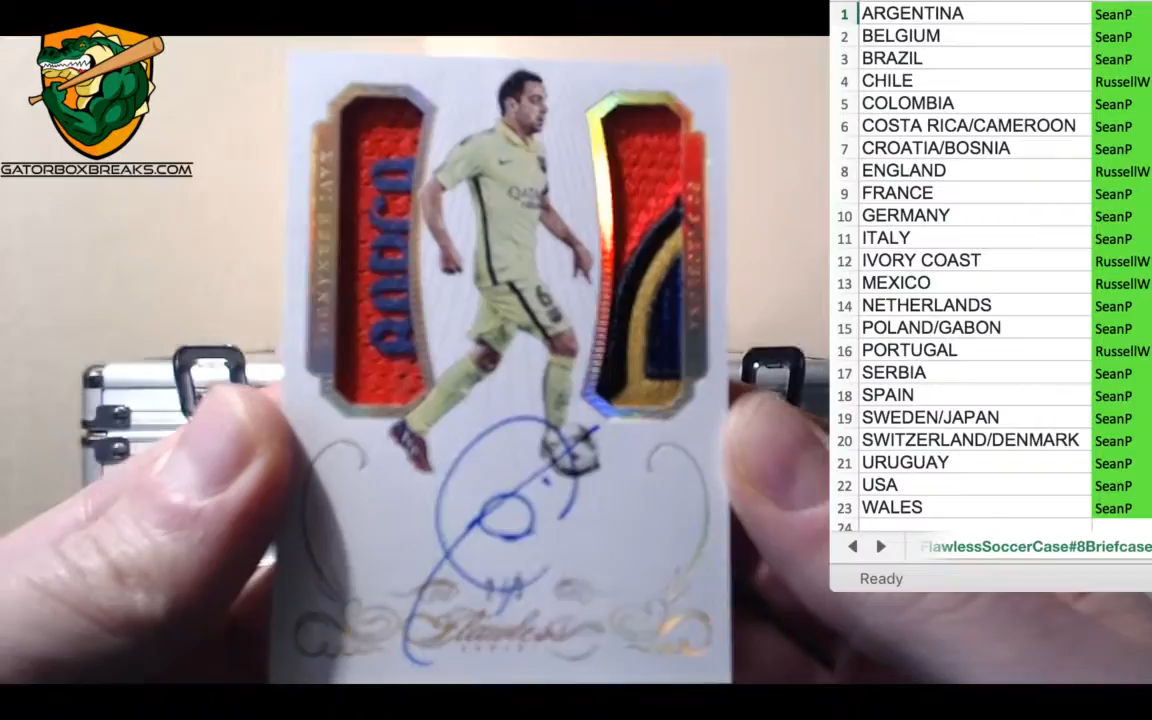 GATORBOXBREAKS.COM
QATAR
6
Flawless
1 ARGENTINA SeanP
2 BELGIUM SeanP
3 BRAZIL SeanP
4 CHILE RussellW
5 COLOMBIA SeanP
6 COSTA RICA/CAMEROON SeanP
7 CROATIA/BOSNIA SeanP
8 ENGLAND RussellW
9 FRANCE SeanP
10 GERMANY SeanP
11 ITALY SeanP
12 IVORY COAST RussellW
13 MEXICO RussellW
14 NETHERLANDS SeanP
15 POLAND/GABON SeanP
16 PORTUGAL RussellW
17 SERBIA SeanP
18 SPAIN SeanP
19 SWEDEN/JAPAN SeanP
20 SWITZERLAND/DENMARK SeanP
21 URUGUAY SeanP
22 USA SeanP
23 WALES SeanP
24
FlawlessSoccerCase#8Briefcase
Ready